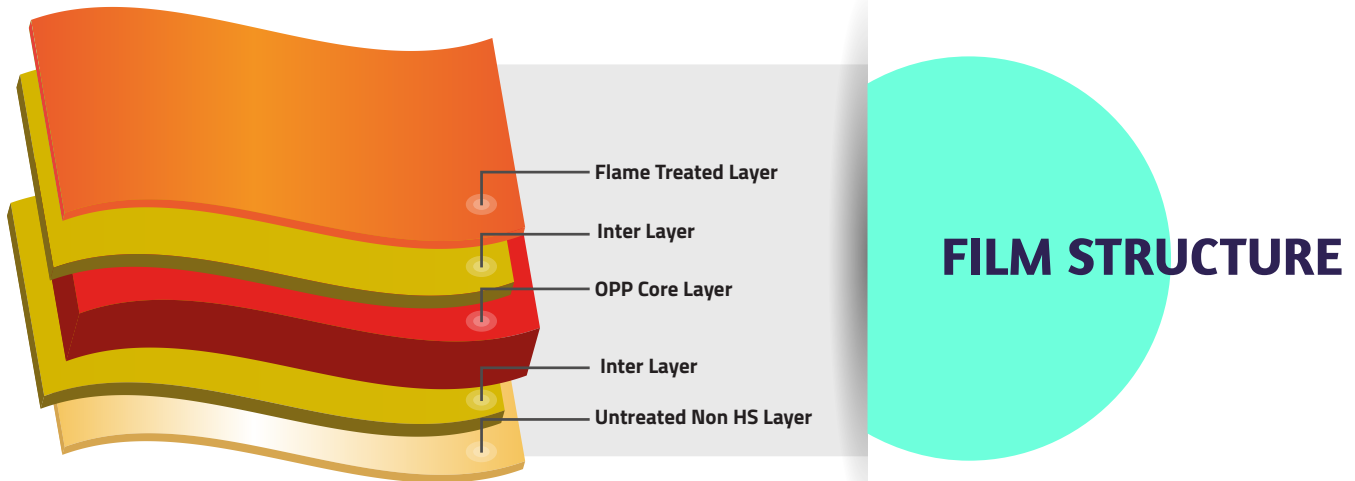 Flame Treated Layer
Inter Layer
OPP Core Layer
Inter Layer
Untreated Non HS Layer
FILM STRUCTURE